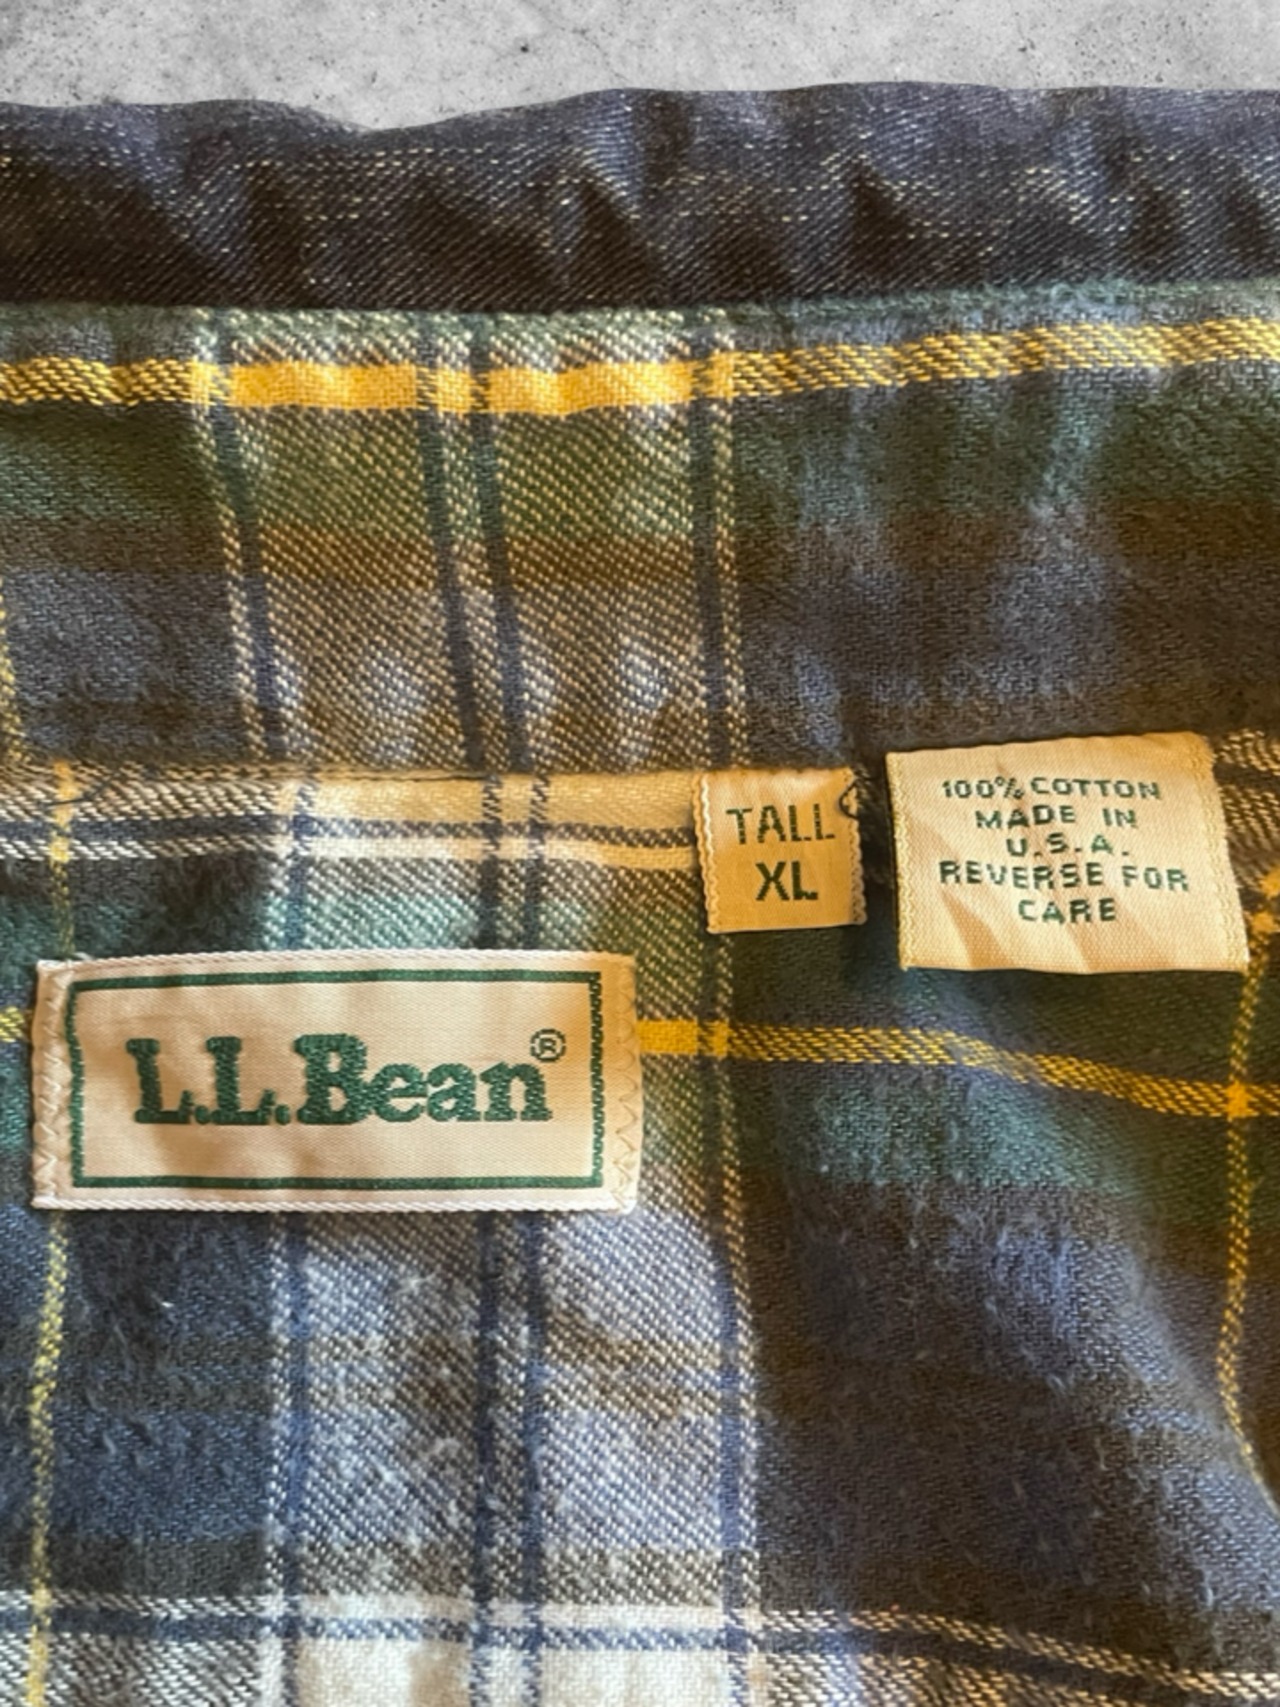 100% COTTON
MADE IN
U.S.A.
REVERSE FOR
CARE
TALL
XL
L.L.Bean®